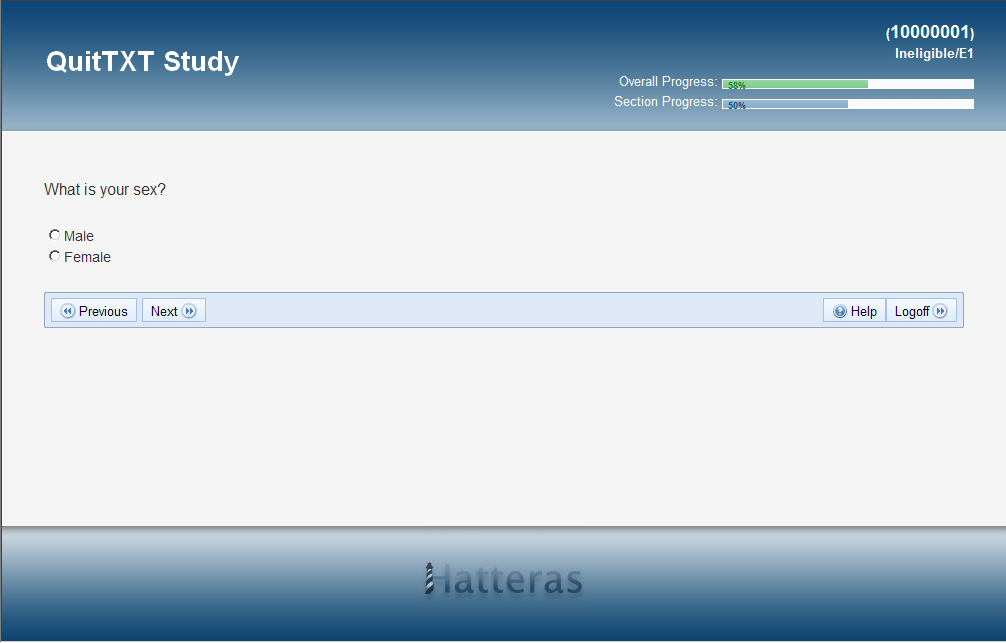 QuitTXT Study
(10000001)
Ineligible/E1
Overall Progress: 58%
Section Progress: 50%
What is your sex?
Male
Female
Previous Next Help Logoff
Hatteras